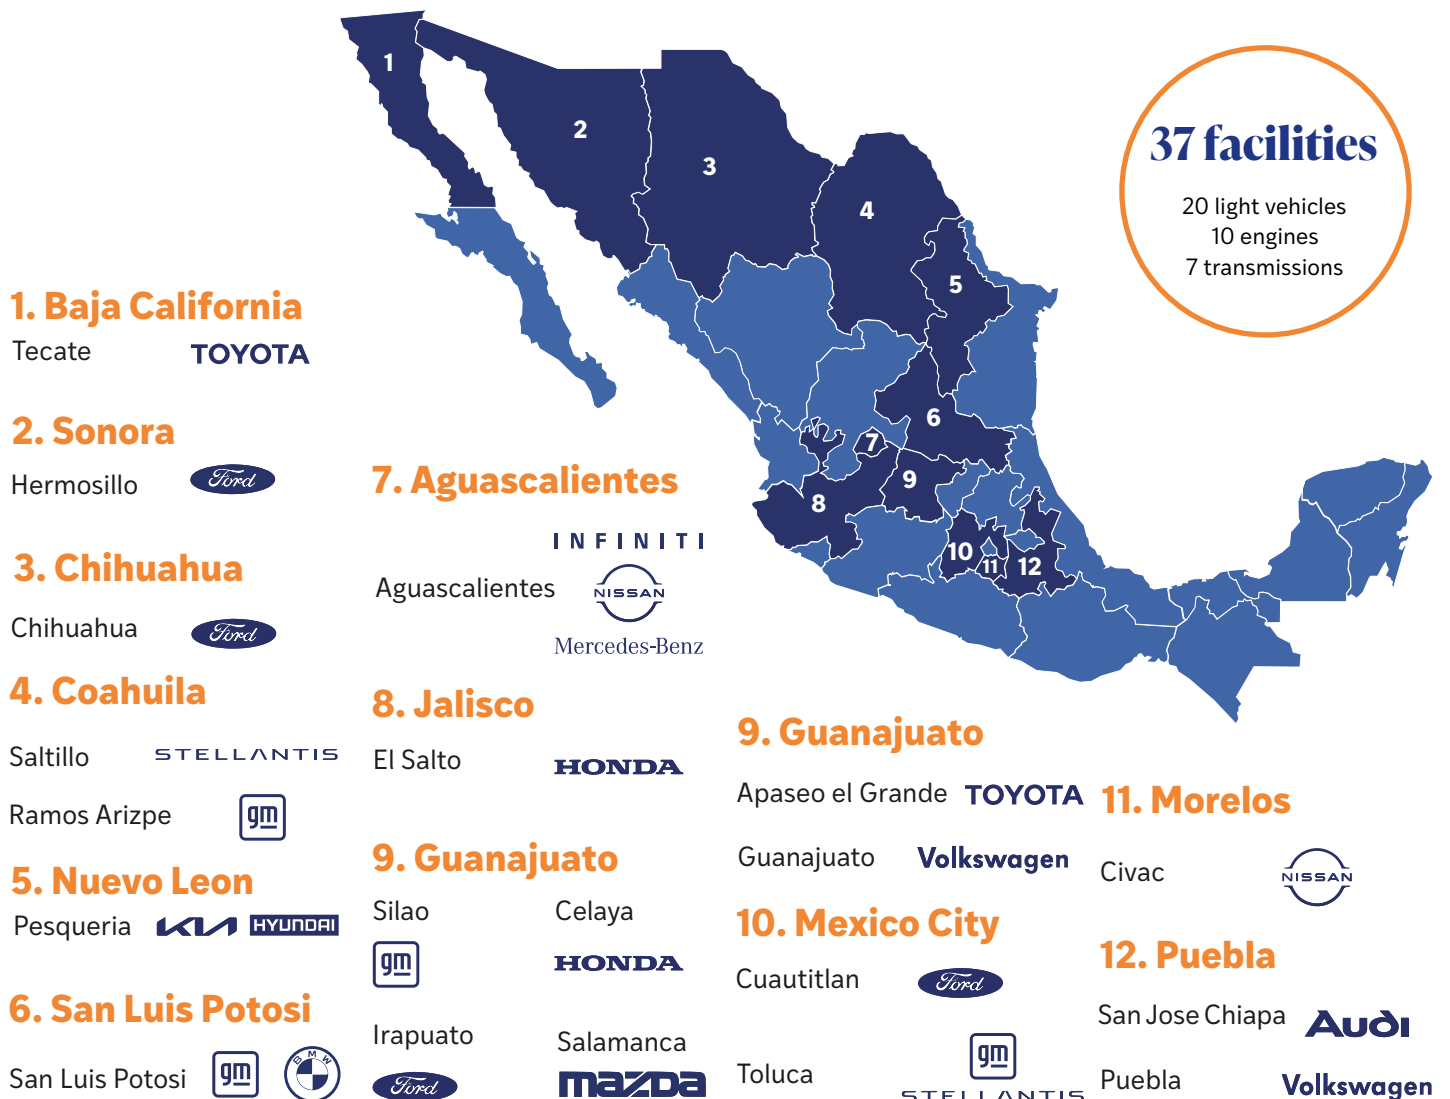 1
2
3
4
5
6
7
8
9
10
11
12
37 facilities
20 light vehicles
10 engines
7 transmissions
1. Baja California
Tecate TOYOTA
2. Sonora
Hermosillo Ford
3. Chihuahua
Chihuahua Ford
4. Coahuila
Saltillo STELLANTIS
Ramos Arizpe gm
5. Nuevo Leon
Pesqueria KIA HYUNDAI
6. San Luis Potosi
San Luis Potosi gm BMW
7. Aguascalientes
INFINITI
Aguascalientes NISSAN
Mercedes-Benz
8. Jalisco
El Salto HONDA
9. Guanajuato
Silao Celaya
gm HONDA
Irapuato Salamanca
Ford mazda
9. Guanajuato
Apaseo el Grande TOYOTA
Guanajuato Volkswagen
10. Mexico City
Cuautitlan Ford
Toluca gm
STELLANTIS
11. Morelos
Civac NISSAN
12. Puebla
San Jose Chiapa Audi
Puebla Volkswagen